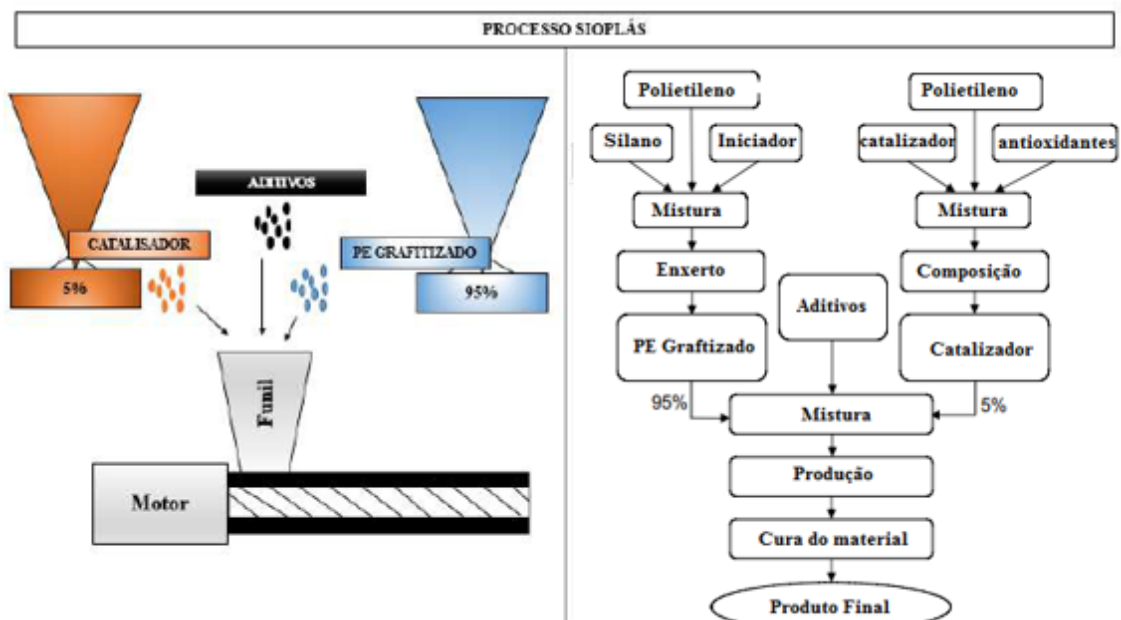 PROCESSO SIOPLÁS
ADITIVOS
CATALISADOR
PE GRAFITIZADO
5%
95%
Funil
Motor
Polietileno
Polietileno
Silano
Iniciador
catalizador
antioxidantes
Mistura
Mistura
Enxerto
Composição
Aditivos
PE Graftizado
Catalizador
95%
5%
Mistura
Produção
Cura do material
Produto Final